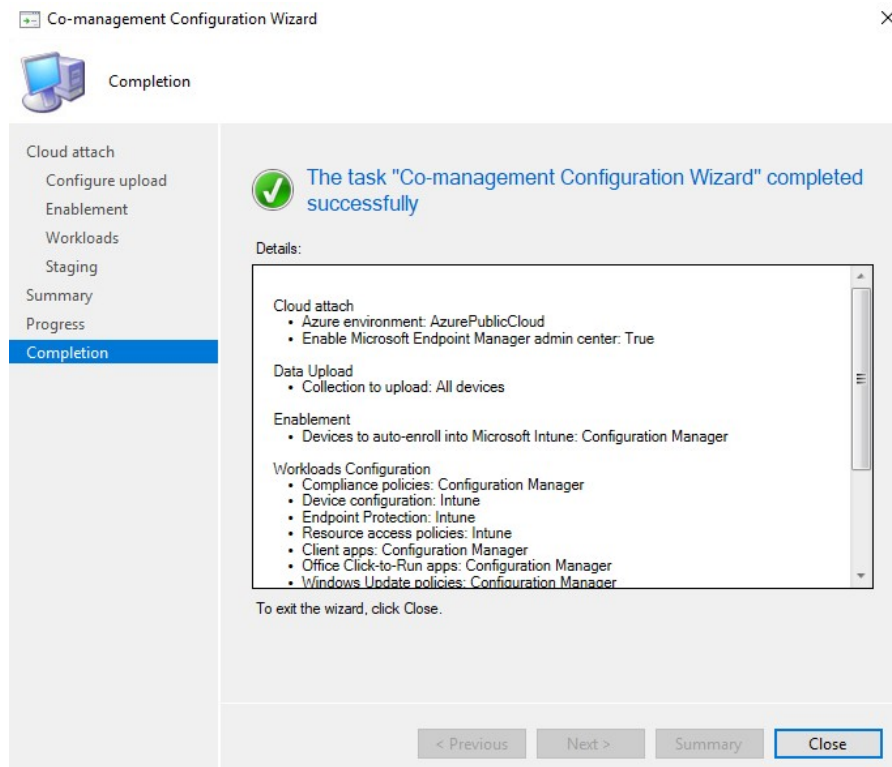 Co-management Configuration Wizard
Completion
Cloud attach
Configure upload
Enablement
Workloads
Staging
Summary
Progress
Completion
The task "Co-management Configuration Wizard" completed
successfully
Details:
Cloud attach
• Azure environment: AzurePublicCloud
• Enable Microsoft Endpoint Manager admin center: True
Data Upload
• Collection to upload: All devices
Enablement
• Devices to auto-enroll into Microsoft Intune: Configuration Manager
Workloads Configuration
• Compliance policies: Configuration Manager
• Device configuration: Intune
• Endpoint Protection: Intune
• Resource access policies: Intune
• Client apps: Configuration Manager
• Office Click-to-Run apps: Configuration Manager
• Windows Update policies: Configuration Manager
To exit the wizard, click Close.
< Previous
Next >
Summary
Close